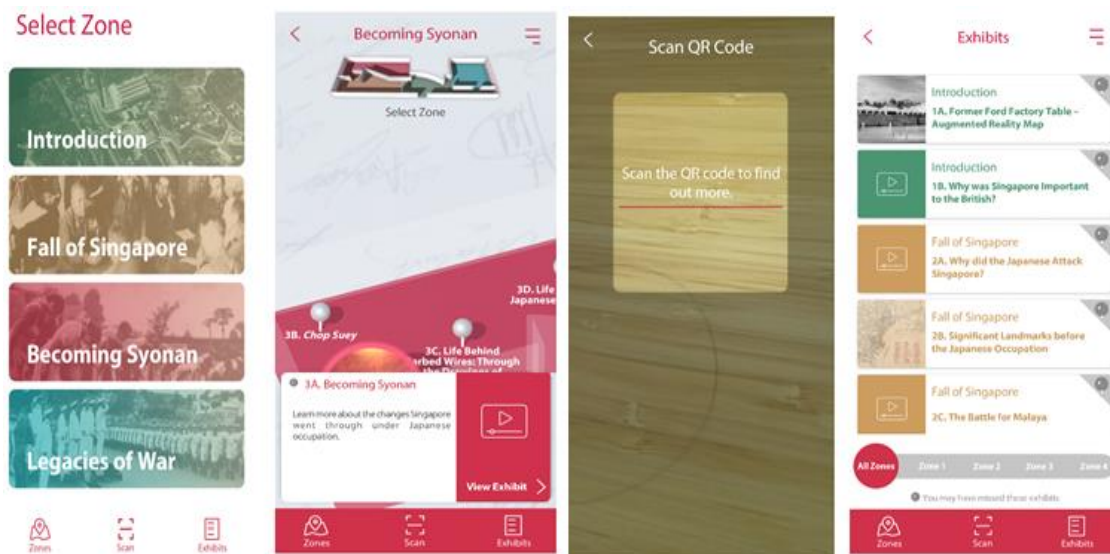 Select Zone
Introduction
Fall of Singapore
Becoming Syonan
Legacies of War
Zones
Scan
Exhibits
Becoming Syonan
Select Zone
3D. Life
Japanese
3B. Chop Suey
3C. Life Behind
arbed Wires: Through
the Drawings of
3A. Becoming Syonan
Learn more about the changes Singapore
went through under Japanese
occupation.
View Exhibit
Zones
Scan
Exhibits
Scan QR Code
Scan the QR code to find
out more.
Exhibits
Introduction
1A. Former Ford Factory Table –
Augmented Reality Map
Introduction
1B. Why was Singapore Important
to the British?
Fall of Singapore
2A. Why did the Japanese Attack
Singapore?
Fall of Singapore
2B. Significant Landmarks before
the Japanese Occupation
Fall of Singapore
2C. The Battle for Malaya
All Zones Zone 1 Zone 2 Zone 3 Zone 4
You may have missed these exhibits
Zones
Scan
Exhibits